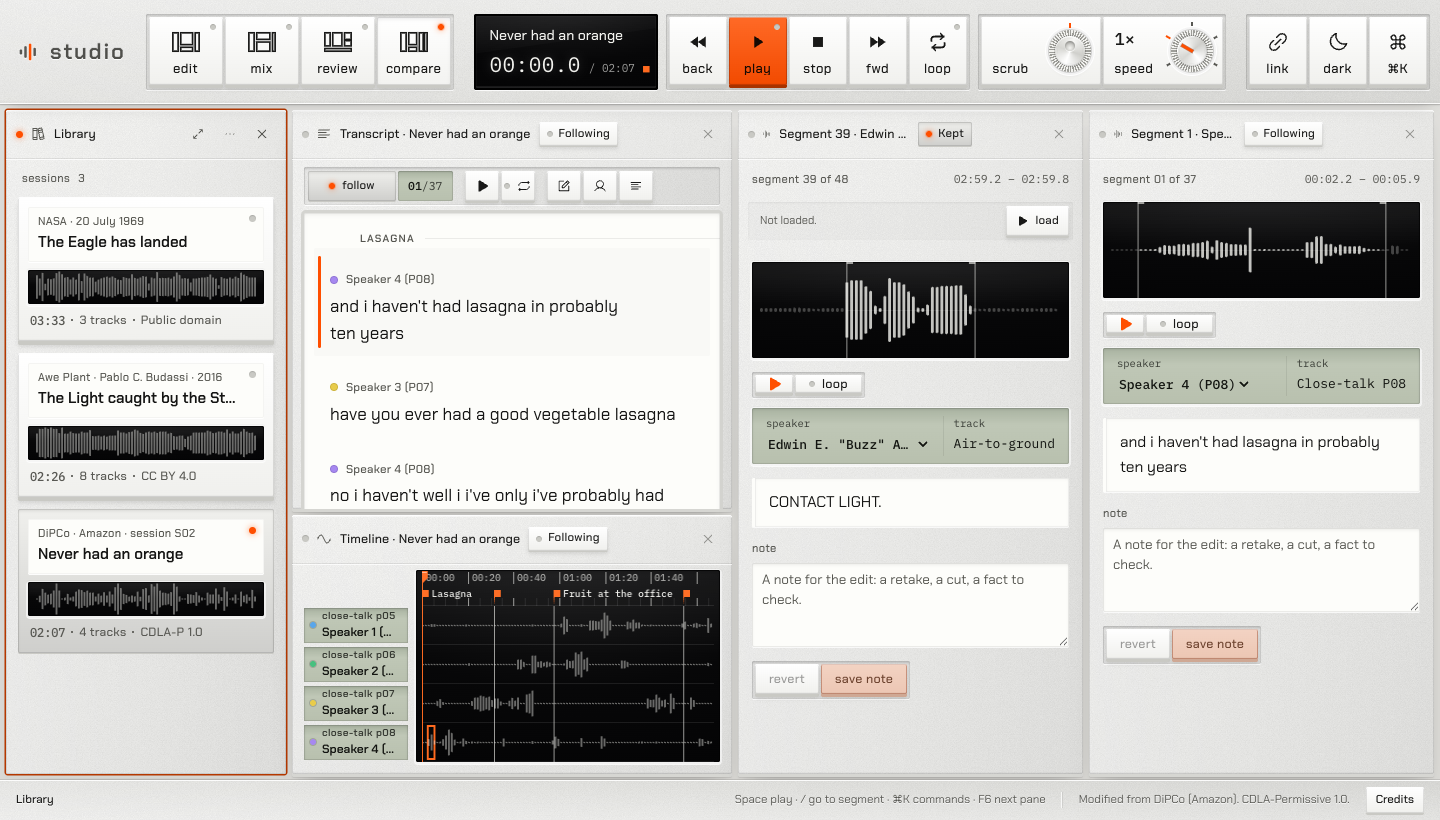 studio
edit
mix
review
compare
Never had an orange
00:00.0 / 02:07
back
play
stop
fwd
loop
scrub
1×
speed
link
dark
⌘K
Library
sessions 3
NASA · 20 July 1969
The Eagle has landed
03:33 · 3 tracks · Public domain
Awe Plant · Pablo C. Budassi · 2016
The Light caught by the St...
02:26 · 8 tracks · CC BY 4.0
DiPCo · Amazon · session S02
Never had an orange
02:07 · 4 tracks · CDLA-P 1.0
Transcript · Never had an orange
Following
follow
01/37
LASAGNA
Speaker 4 (P08)
and i haven't had lasagna in probably
ten years
Speaker 3 (P07)
have you ever had a good vegetable lasagna
Speaker 4 (P08)
no i haven't well i i've only i've probably had
Timeline · Never had an orange
Following
00:00 00:20 00:40 01:00 01:20 01:40
Lasagna
Fruit at the office
close-talk p05
Speaker 1 (...
close-talk p06
Speaker 2 (...
close-talk p07
Speaker 3 (...
close-talk p08
Speaker 4 (...
Segment 39 · Edwin ...
Kept
segment 39 of 48
02:59.2 – 02:59.8
Not loaded.
load
loop
speaker
track
Edwin E. "Buzz" A...
Air-to-ground
CONTACT LIGHT.
note
A note for the edit: a retake, a cut, a fact to
check.
revert
save note
Segment 1 · Spe...
Following
segment 01 of 37
00:02.2 – 00:05.9
loop
speaker
track
Speaker 4 (P08)
Close-talk P08
and i haven't had lasagna in probably
ten years
note
A note for the edit: a retake, a cut, a fact to
check.
revert
save note
Library
Space play · / go to segment · ⌘K commands · F6 next pane
Modified from DiPCo (Amazon). CDLA-Permissive 1.0.
Credits